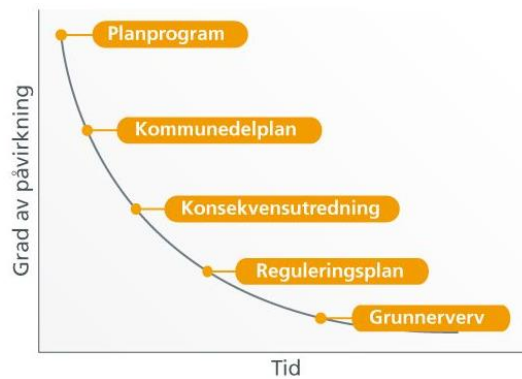 Planprogram
Kommunedelplan
Konsekvensutredning
Reguleringsplan
Grunnerverv
Grad av påvirkning
Tid